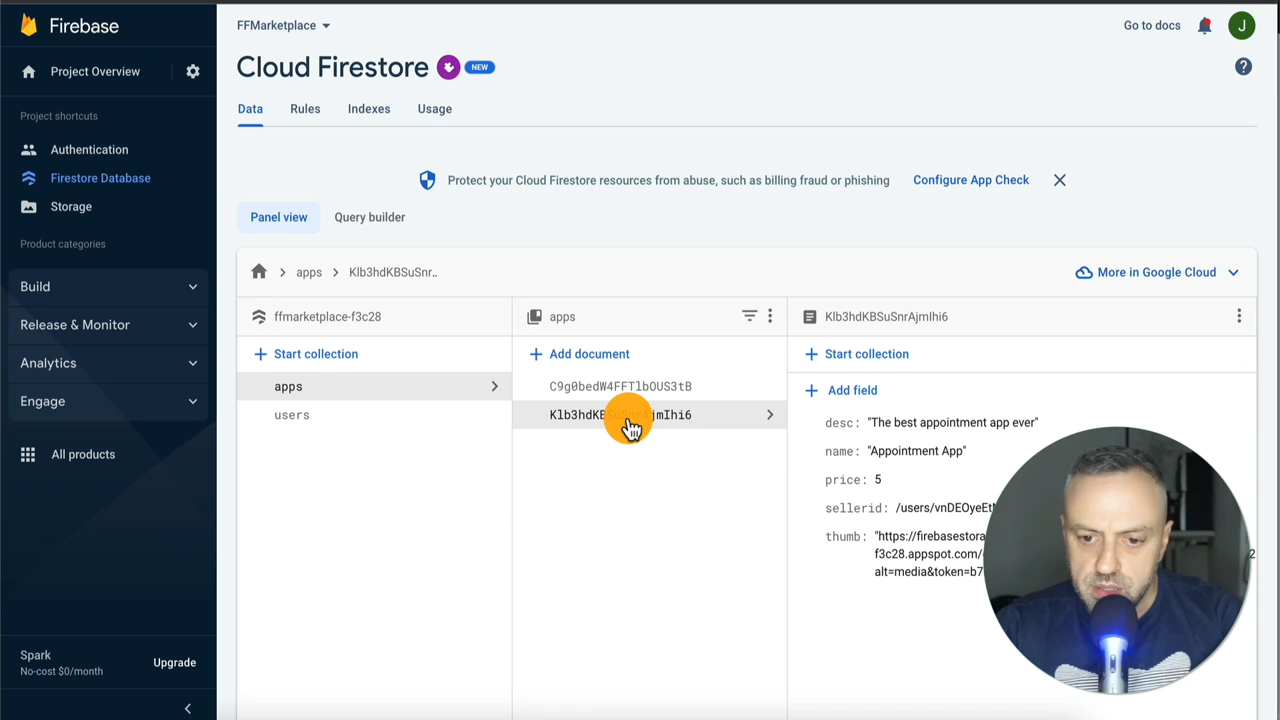 Firebase
FFMarketplace
Go to docs
J
Project Overview
Cloud Firestore
NEW
Data
Rules
Indexes
Usage
Project shortcuts
Authentication
Firestore Database
Storage
Product categories
Build
Release & Monitor
Analytics
Engage
All products
Spark
No-cost $0/month
Upgrade
Protect your Cloud Firestore resources from abuse, such as billing fraud or phishing
Configure App Check
Panel view
Query builder
apps
Klb3hdKBSuSnr..
More in Google Cloud
ffmarketplace-f3c28
Start collection
apps
users
apps
Add document
C9g0bedW4FFTlbOUS3tB
Klb3hdKBSuSnrAjmIhi6
Klb3hdKBSuSnrAjmIhi6
Start collection
Add field
desc: "The best appointment app ever"
name: "Appointment App"
price: 5
sellerid: /users/vnDEOyeEt
thumb: "https://firebasestora
f3c28.appspot.com/
alt=media&token=b7